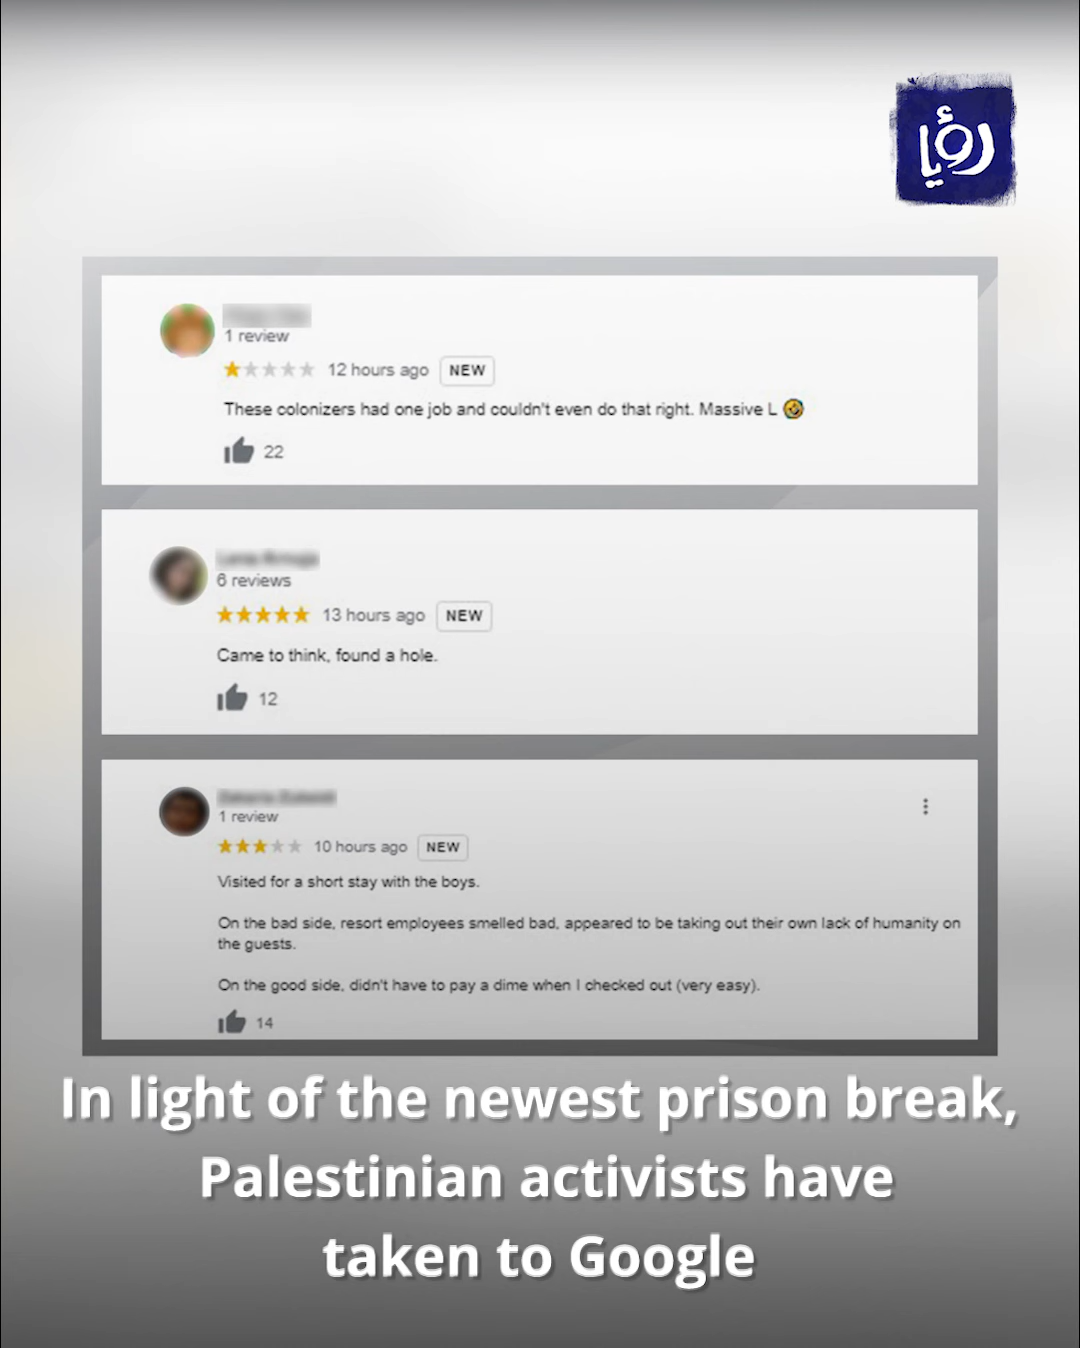 رؤيا
1 review
12 hours ago NEW
These colonizers had one job and couldn't even do that right. Massive L 🤣
22
6 reviews
13 hours ago NEW
Came to think, found a hole.
12
1 review
10 hours ago NEW
Visited for a short stay with the boys.
On the bad side, resort employees smelled bad, appeared to be taking out their own lack of humanity on
the guests.
On the good side, didn't have to pay a dime when I checked out (very easy).
14
In light of the newest prison break,
Palestinian activists have
taken to Google